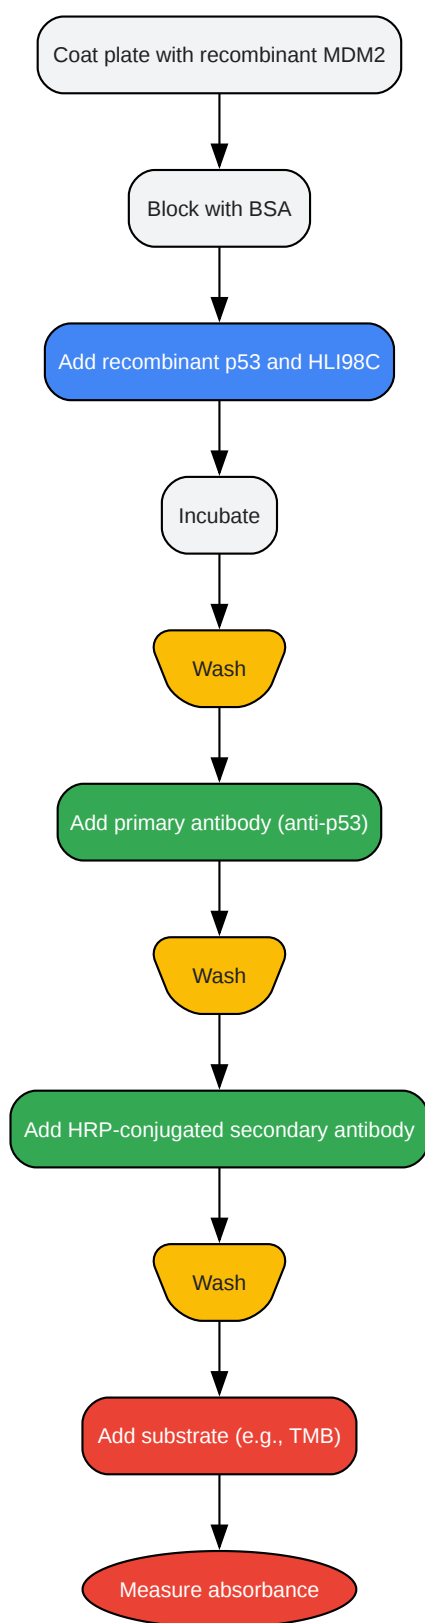 Coat plate with recombinant MDM2
Block with BSA
Add recombinant p53 and HLI98C
Incubate
Wash
Add primary antibody (anti-p53)
Wash
Add HRP-conjugated secondary antibody
Wash
Add substrate (e.g., TMB)
Measure absorbance